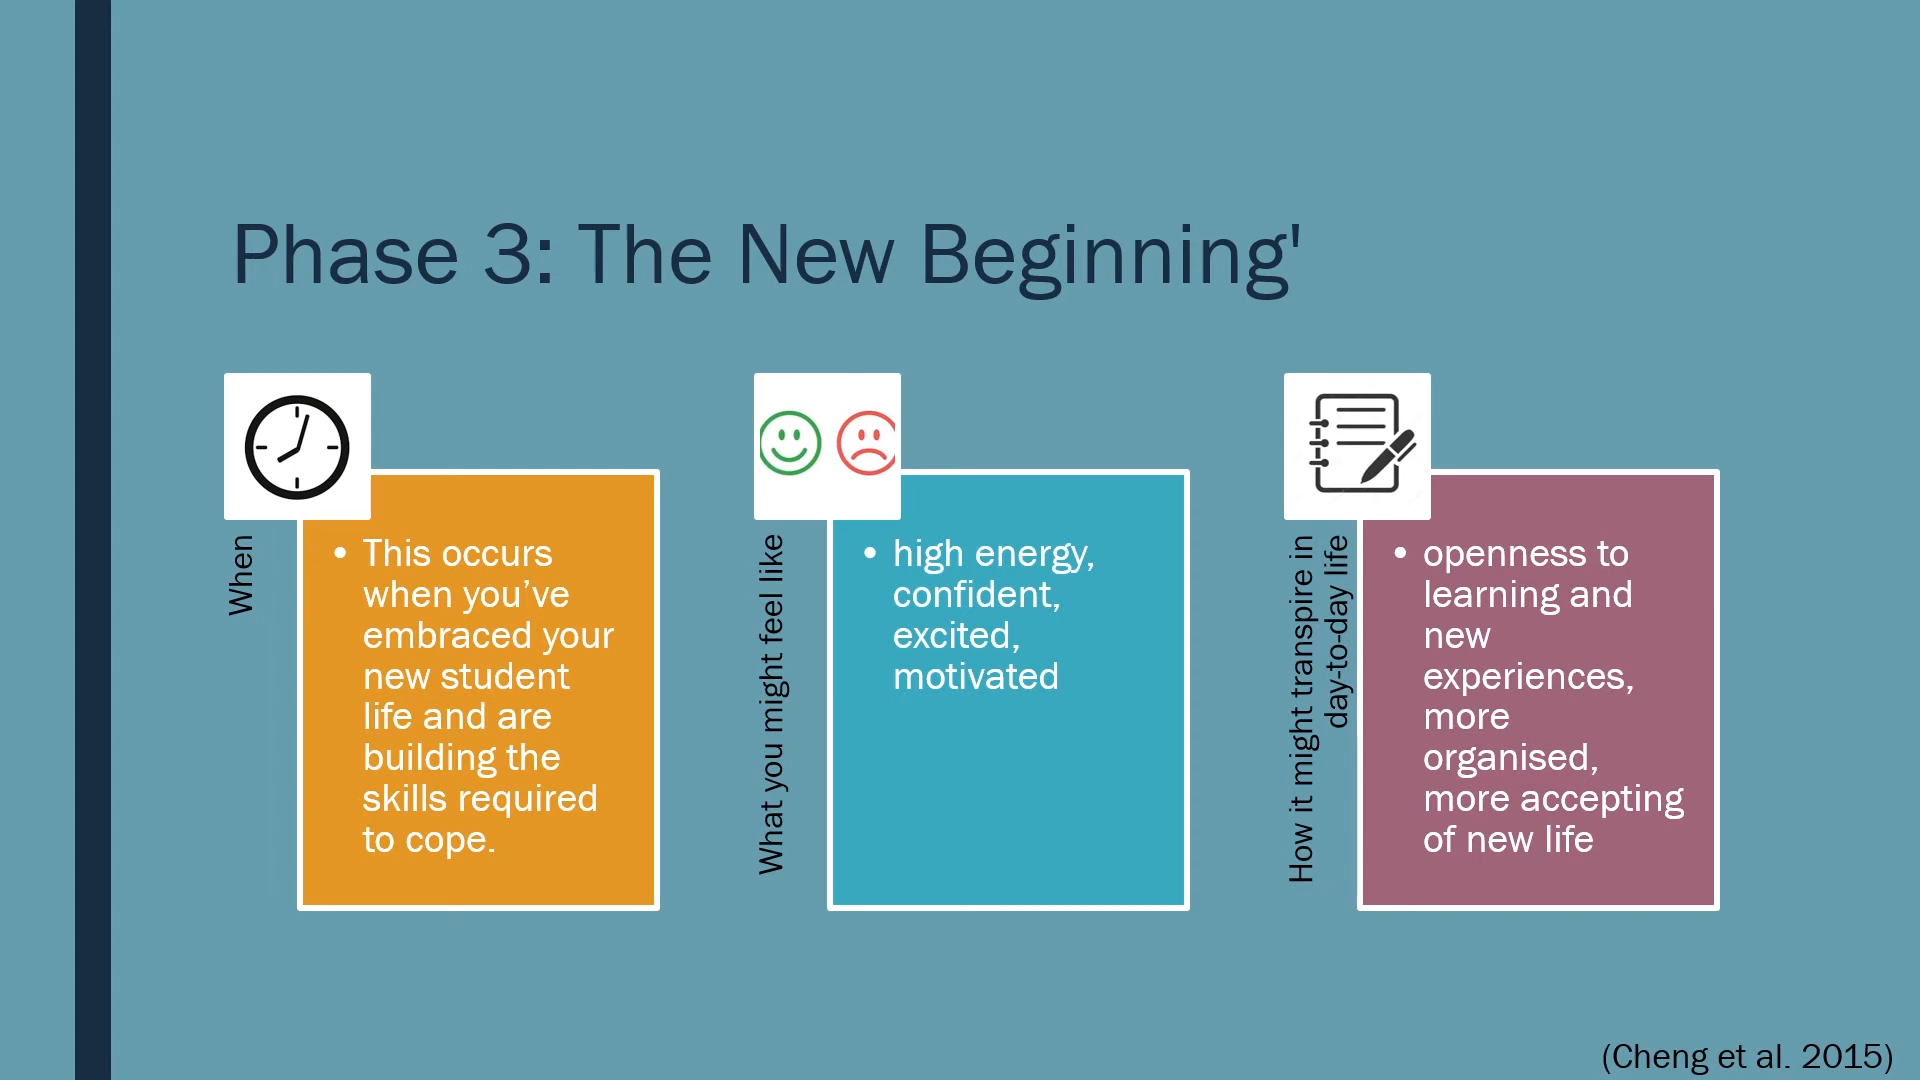 Phase 3: The New Beginning'
When
• This occurs
when you’ve
embraced your
new student
life and are
building the
skills required
to cope.
What you might feel like
• high energy,
confident,
excited,
motivated
How it might transpire in
day-to-day life
• openness to
learning and
new
experiences,
more
organised,
more accepting
of new life
(Cheng et al. 2015)